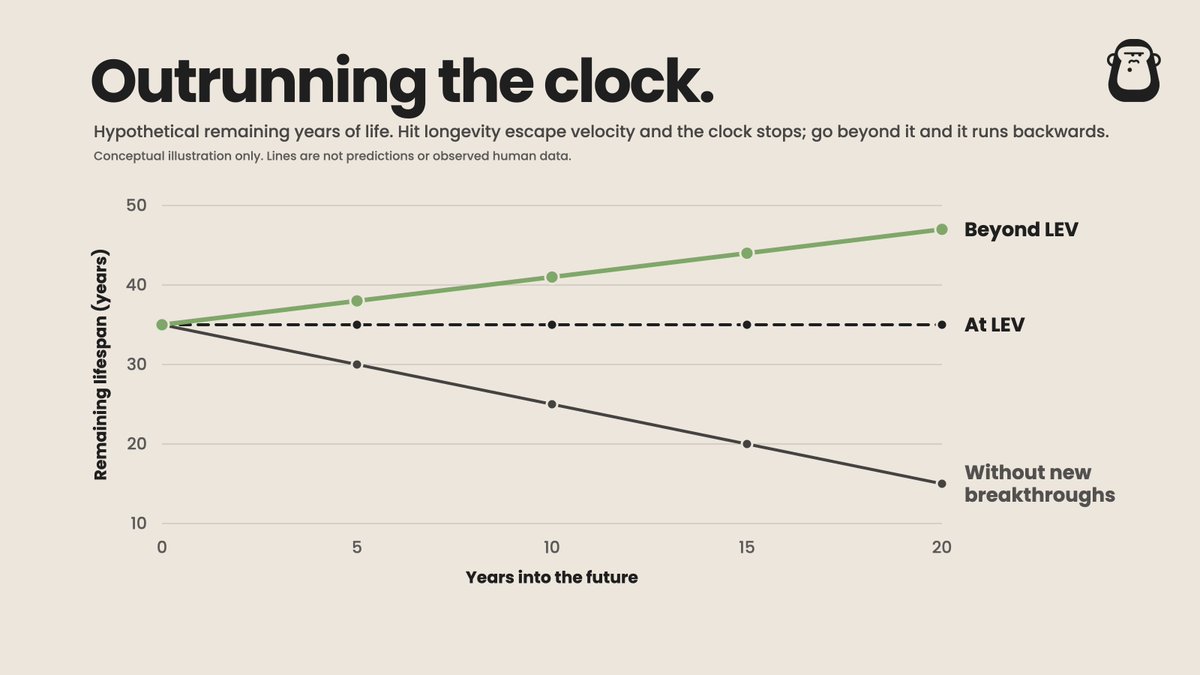 Outrunning the clock.
Hypothetical remaining years of life. Hit longevity escape velocity and the clock stops; go beyond it and it runs backwards.
Conceptual illustration only. Lines are not predictions or observed human data.
Remaining lifespan (years)
50
40
30
20
10
Beyond LEV
At LEV
Without new
breakthroughs
0 5 10 15 20
Years into the future